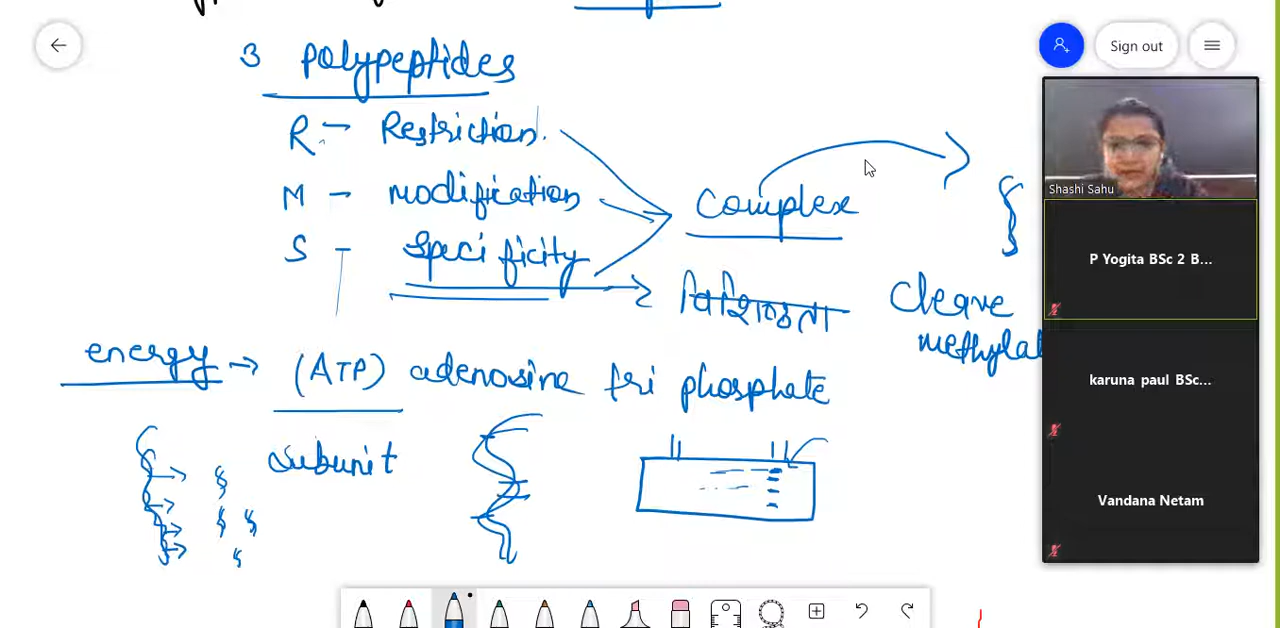 3 Polypeptides
R - Restriction.
M - modification
S - Specificity
Complex
विशिष्टता
Cleave
methylat
energy → (ATP) adenosine tri phosphate
Subunit
Sign out
Shashi Sahu
P Yogita BSc 2 B...
karuna paul BSc...
Vandana Netam